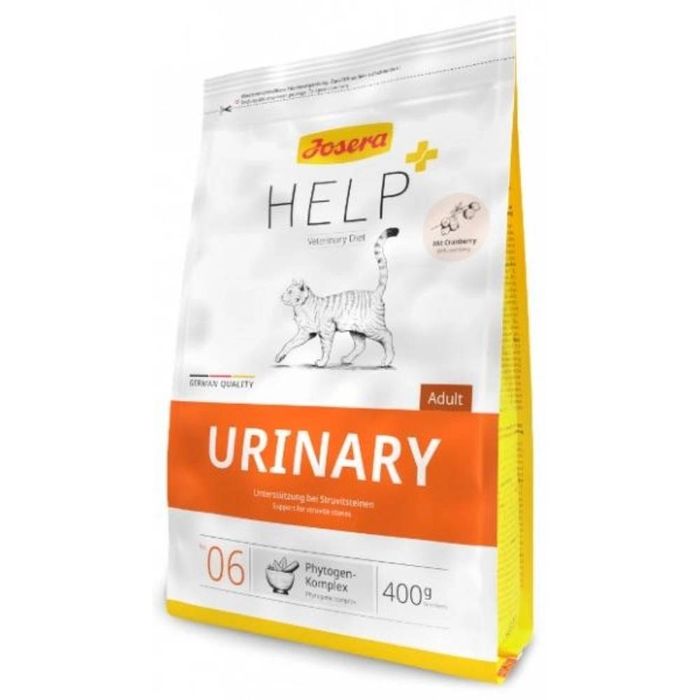 Josera
HELP
Veterinary Diet
Mit Cranberry
GERMAN QUALITY
Adult
URINARY
Unterstützung bei Struvitsteinen
Support for struvite stones
06
Phytogen-
Komplex
Phytogenic complex
400g